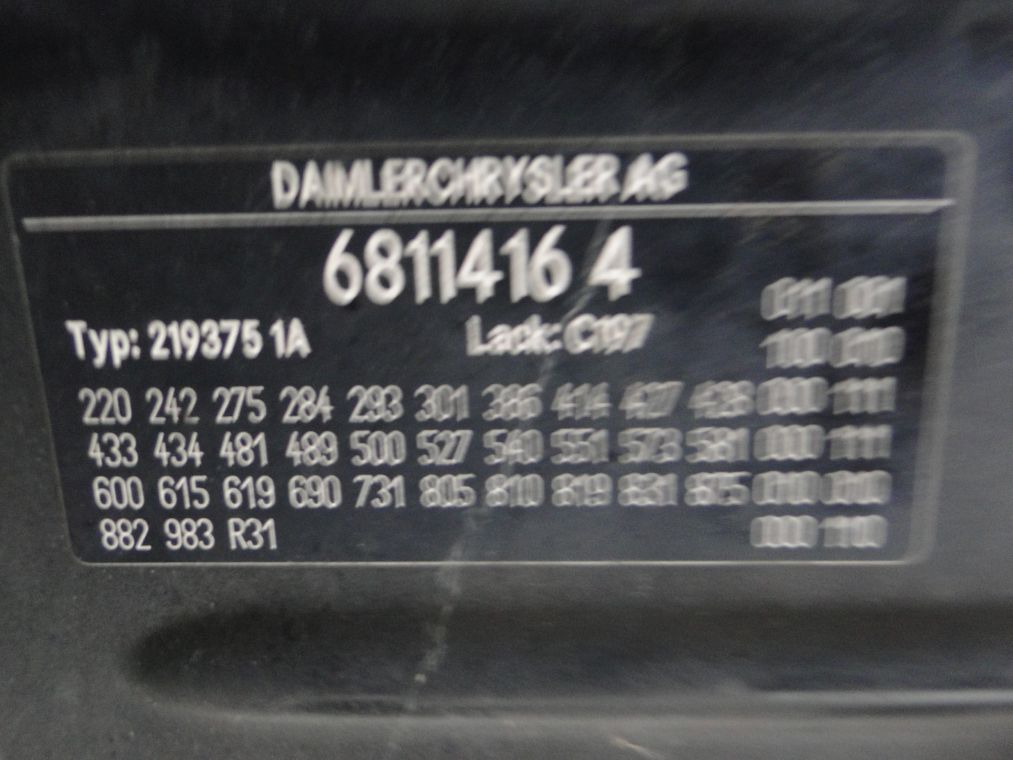 DAIMLERCHRYSLER AG
6811416 4
Typ: 219375 1A Lack: C197
220 242 275 284 293 301 386 414 427 428
433 434 481 489 500 527 540 551 573 581
600 615 619 690 731 805 810 819 831 875
882 983 R31